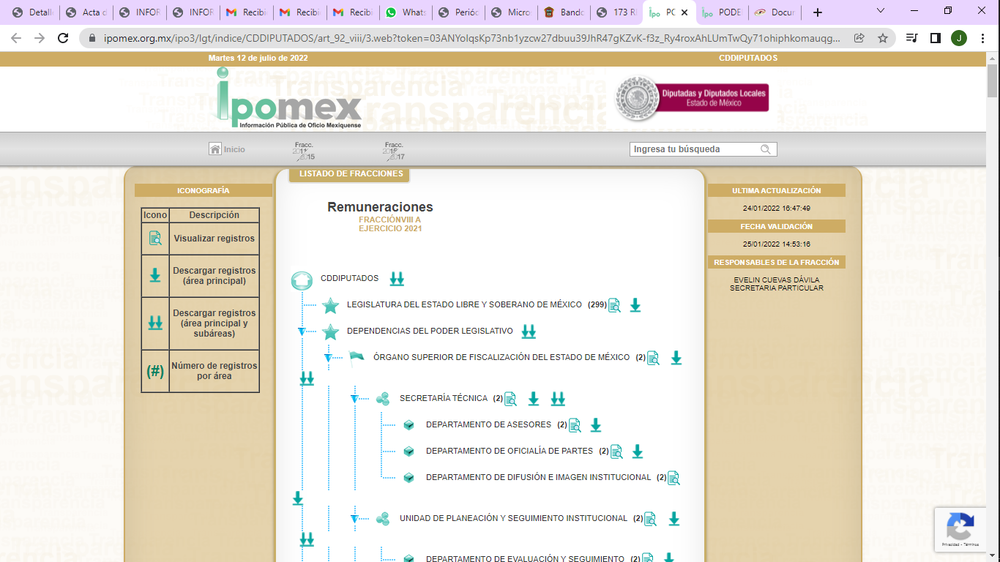 Detalle
Acta d
INFOR
INFOR
Recibi
Recibi
Recibi
Whats
Periód
Micro-
Bando
173 RE
PO
PODE
Docun
ipomex.org.mx/ipo3/lgt/indice/CDDIPUTADOS/art_92_viii/3.web?token=03ANYolqsKp73nb1yzcw27dbuu39JhR47gKZvK-f3z_Ry4roxAhLUmTwQy71ohiphkomauqg...
J
Martes 12 de julio de 2022
CDDIPUTADOS
ipomex
Información Pública de Oficio Mexiquense
Diputadas y Diputados Locales
Estado de México
Inicio
Fracc.
2011
/2015
Fracc.
2015
/2017
Ingresa tu búsqueda
ICONOGRAFÍA
Icono Descripción
Visualizar registros
Descargar registros
(área principal)
Descargar registros
(área principal y
subáreas)
(#) Número de registros
por área
LISTADO DE FRACCIONES
Remuneraciones
FRACCIÓNVIII A
EJERCICIO 2021
CDDIPUTADOS
LEGISLATURA DEL ESTADO LIBRE Y SOBERANO DE MÉXICO (299)
DEPENDENCIAS DEL PODER LEGISLATIVO
ÓRGANO SUPERIOR DE FISCALIZACIÓN DEL ESTADO DE MÉXICO (2)
SECRETARÍA TÉCNICA (2)
DEPARTAMENTO DE ASESORES (2)
DEPARTAMENTO DE OFICIALÍA DE PARTES (2)
DEPARTAMENTO DE DIFUSIÓN E IMAGEN INSTITUCIONAL (2)
UNIDAD DE PLANEACIÓN Y SEGUIMIENTO INSTITUCIONAL (2)
DEPARTAMENTO DE EVALUACIÓN Y SEGUIMIENTO (2)
ULTIMA ACTUALIZACIÓN
24/01/2022 16:47:49
FECHA VALIDACIÓN
25/01/2022 14:53:16
RESPONSABLES DE LA FRACCIÓN
EVELIN CUEVAS DÁVILA
SECRETARIA PARTICULAR
Privacidad - Términos